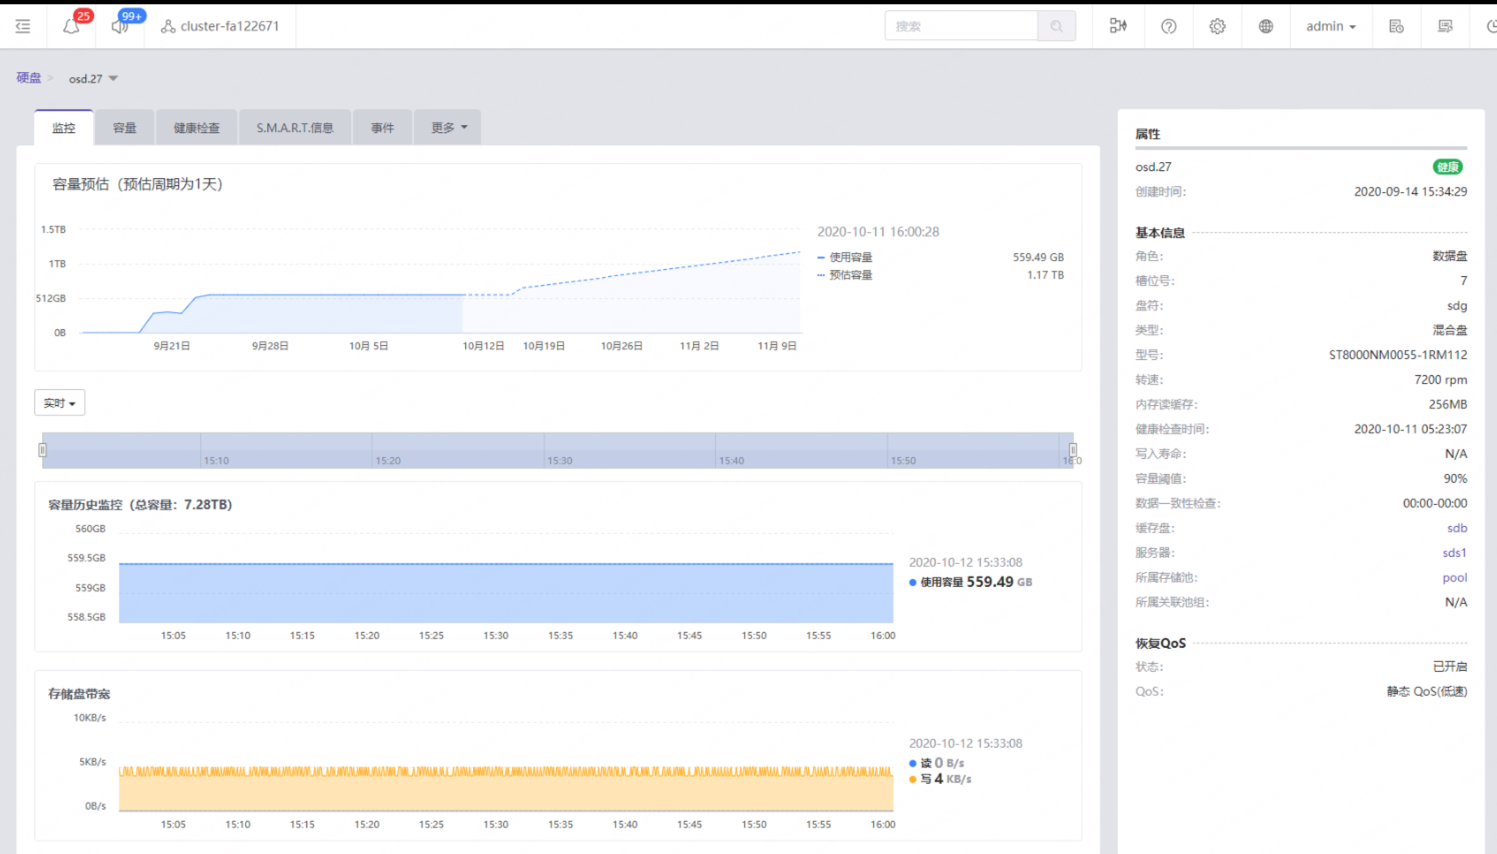 25
99+
cluster-fa122671
搜索
admin
硬盘 > osd.27
监控
容量
健康检查
S.M.A.R.T.信息
事件
更多
容量预估（预估周期为1天）
1.5TB
1TB
512GB
0B
9月21日
9月28日
10月 5日
10月12日
10月19日
10月26日
11月 2日
11月 9日
2020-10-11 16:00:28
使用容量 559.49 GB
预估容量 1.17 TB
实时
15:10
15:20
15:30
15:40
15:50
容量历史监控（总容量：7.28TB）
560GB
559.5GB
559GB
558.5GB
15:05
15:10
15:15
15:20
15:25
15:30
15:35
15:40
15:45
15:50
15:55
16:00
2020-10-12 15:33:08
使用容量 559.49 GB
存储盘带宽
10KB/s
5KB/s
0B/s
15:05
15:10
15:15
15:20
15:25
15:30
15:35
15:40
15:45
15:50
15:55
16:00
2020-10-12 15:33:08
读 0 B/s
写 4 KB/s
属性
osd.27 健康
创建时间: 2020-09-14 15:34:29
基本信息
角色: 数据盘
槽位号: 7
盘符: sdg
类型: 混合盘
型号: ST8000NM0055-1RM112
转速: 7200 rpm
内存读缓存: 256MB
健康检查时间: 2020-10-11 05:23:07
写入寿命: N/A
容量阈值: 90%
数据一致性检查: 00:00-00:00
缓存盘: sdb
服务器: sds1
所属存储池: pool
所属关联池组: N/A
恢复QoS
状态: 已开启
QoS: 静态 QoS(低速)